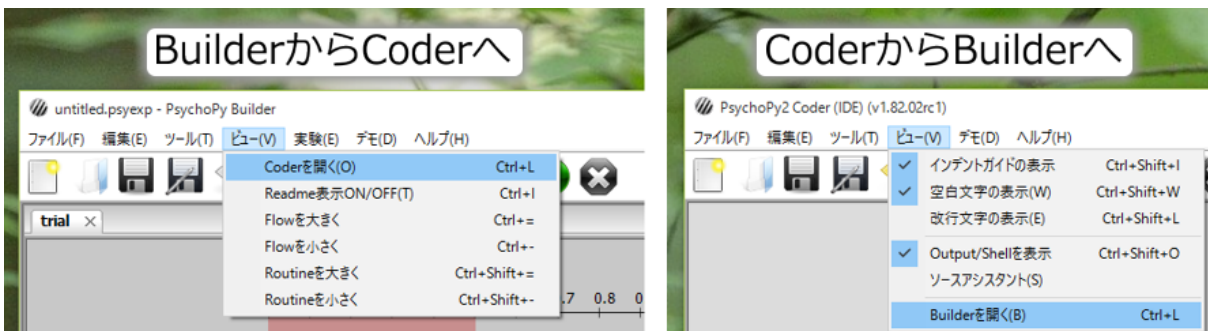 BuilderからCoderへ
untitled.psyexp - PsychoPy Builder
ファイル(F) 編集(E) ツール(T) ビュー(V) 実験(E) デモ(D) ヘルプ(H)
Coderを開く(O) Ctrl+L
Readme表示ON/OFF(T) Ctrl+I
Flowを大きく Ctrl+=
Flowを小さく Ctrl+-
Routineを大きく Ctrl+Shift+=
Routineを小さく Ctrl+Shift+-
trial
.7 0.8 0
CoderからBuilderへ
PsychoPy2 Coder (IDE) (v1.82.02rc1)
ファイル(F) 編集(E) ツール(T) ビュー(V) デモ(D) ヘルプ(H)
インデントガイドの表示 Ctrl+Shift+I
空白文字の表示(W) Ctrl+Shift+W
改行文字の表示(E) Ctrl+Shift+L
Output/Shellを表示 Ctrl+Shift+O
ソースアシスタント(S)
Builderを開く(B) Ctrl+L